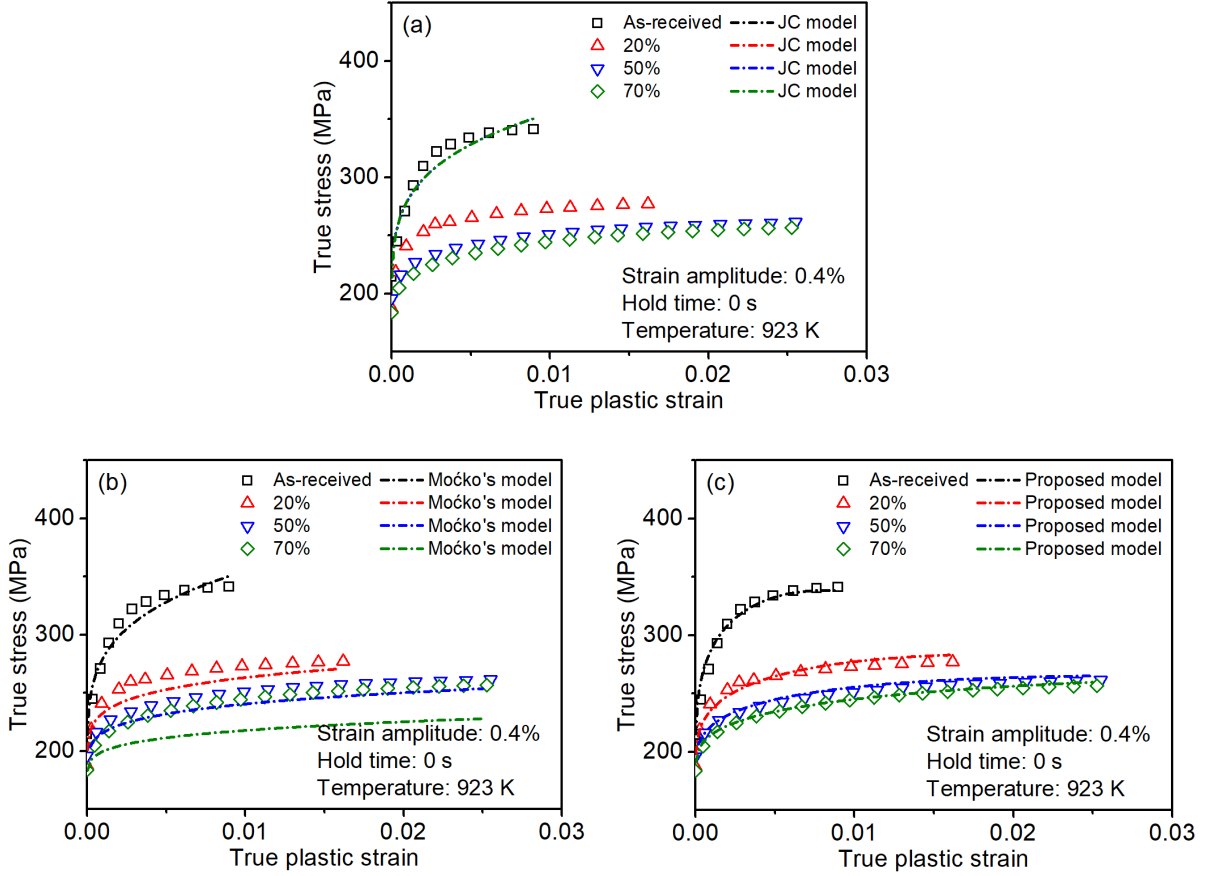 (a)
As-received
JC model
20%
JC model
50%
JC model
70%
JC model
400
300
200
True stress (MPa)
Strain amplitude: 0.4%
Hold time: 0 s
Temperature: 923 K
0.00
0.01
0.02
0.03
True plastic strain
(b)
As-received
Moćko's model
20%
Moćko's model
50%
Moćko's model
70%
Moćko's model
400
300
200
True stress (MPa)
Strain amplitude: 0.4%
Hold time: 0 s
Temperature: 923 K
0.00
0.01
0.02
0.03
True plastic strain
(c)
As-received
Proposed model
20%
Proposed model
50%
Proposed model
70%
Proposed model
400
300
200
True stress (MPa)
Strain amplitude: 0.4%
Hold time: 0 s
Temperature: 923 K
0.00
0.01
0.02
0.03
True plastic strain